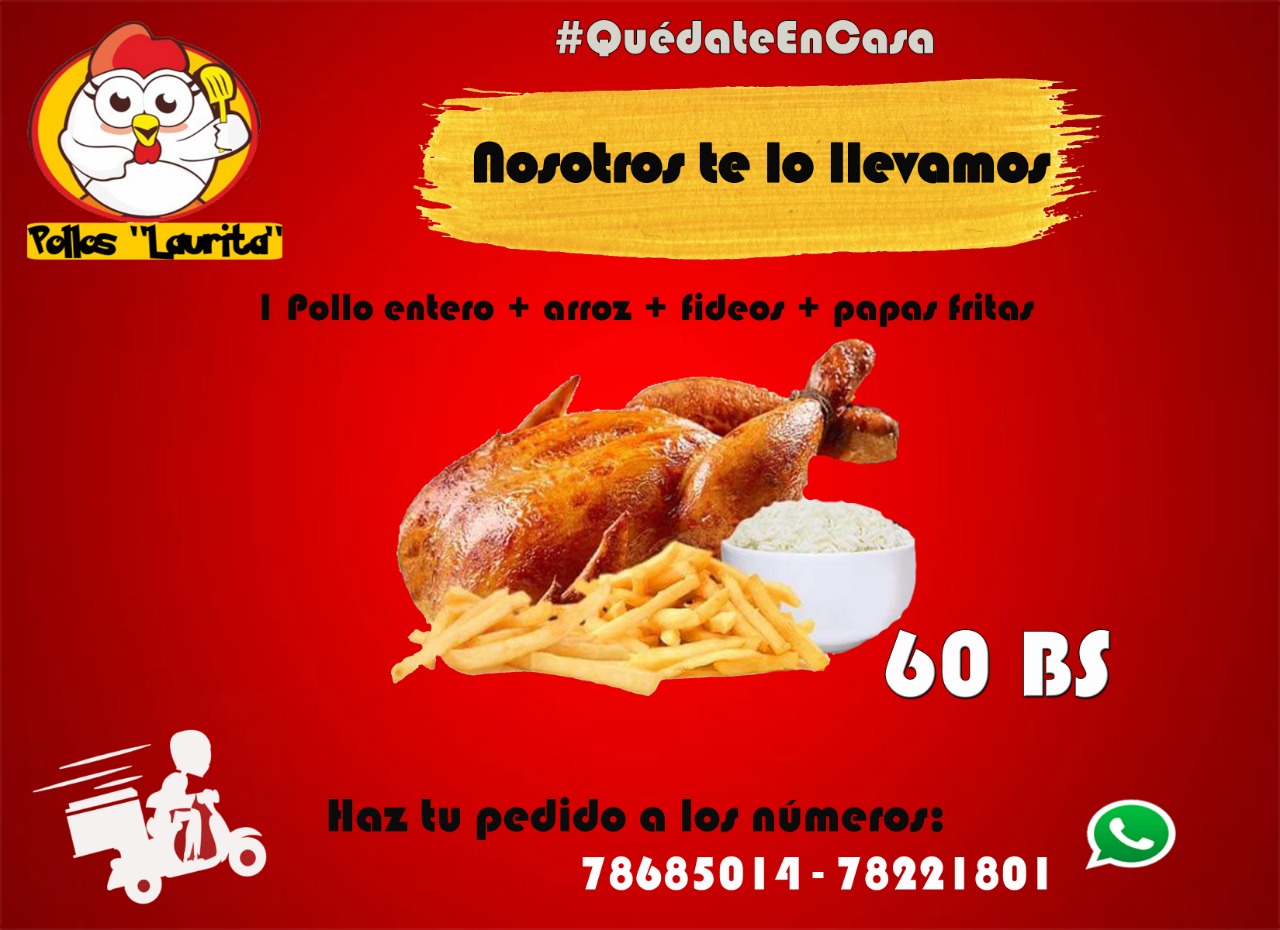 #QuédateEnCasa
Nosotros te lo llevamos
Pollos "Laurita"
1 Pollo entero + arroz + fideos + papas fritas
60 BS
Haz tu pedido a los números:
78685014 - 78221801